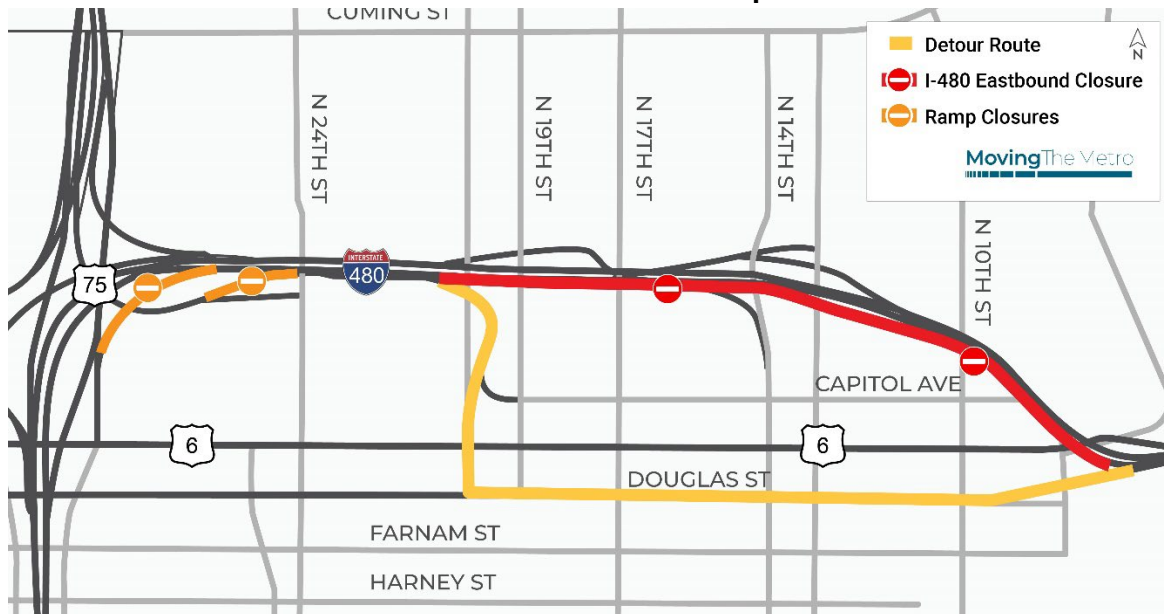 CUMING ST
Detour Route
N
I-480 Eastbound Closure
Ramp Closures
MovingThe Metro
N 24TH ST
N 19TH ST
N 17TH ST
N 14TH ST
N 10TH ST
75
INTERSTATE
480
CAPITOL AVE
6
6
DOUGLAS ST
FARNAM ST
HARNEY ST